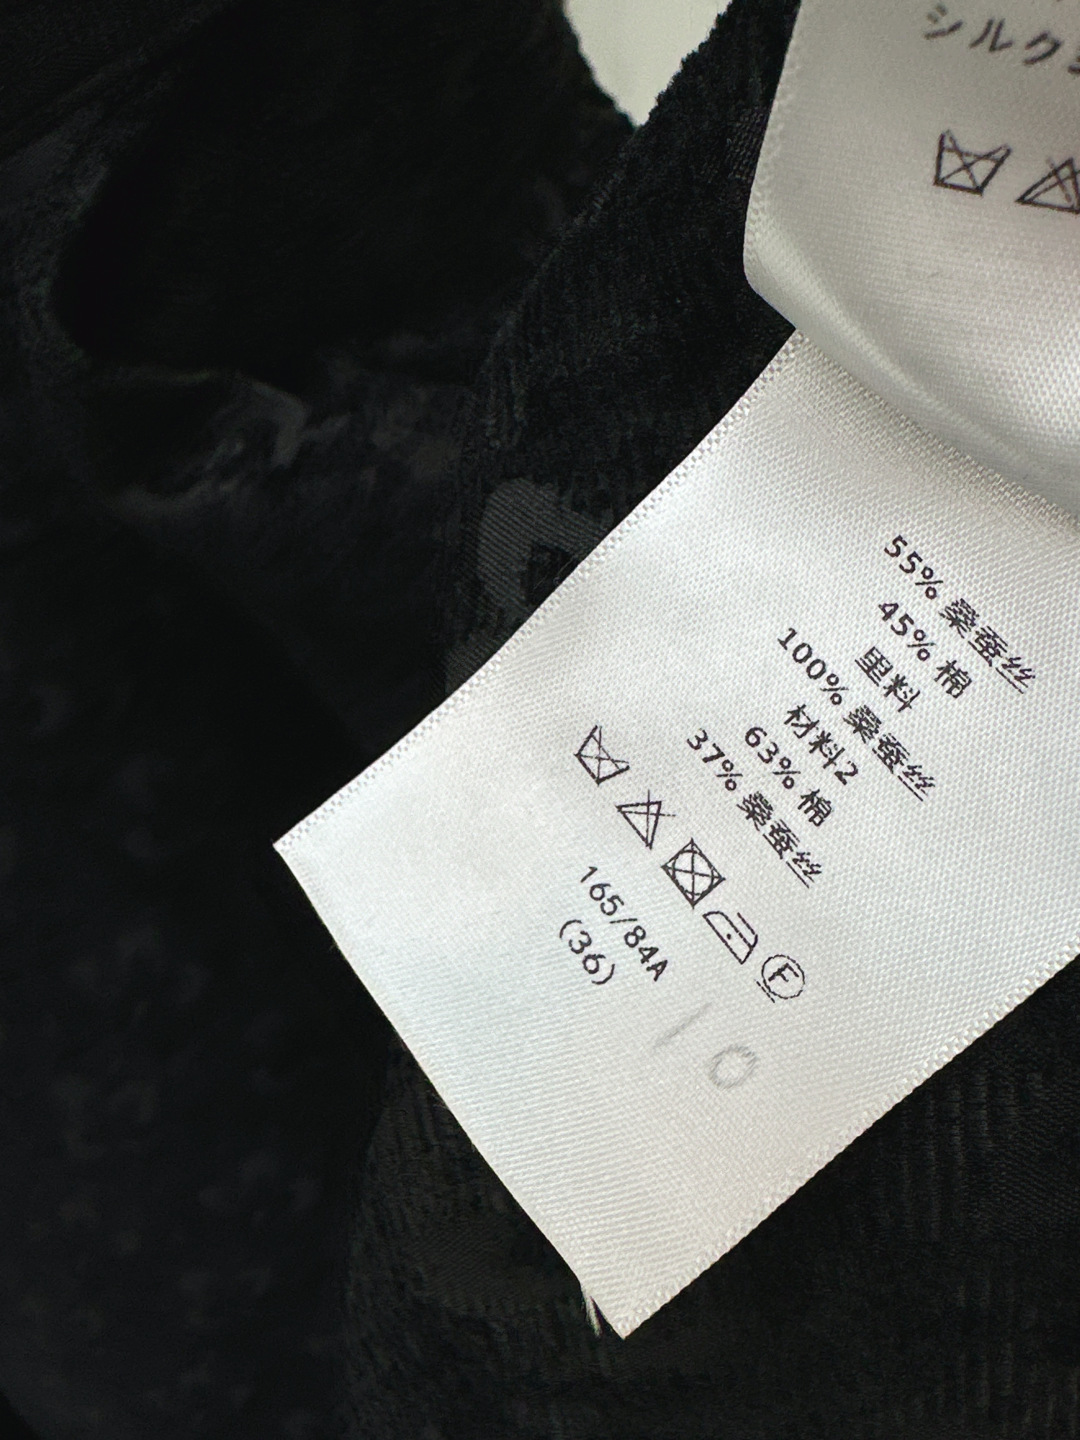 シルク
55% 桑蚕丝
45% 棉
里料
100% 桑蚕丝
材料2
63% 棉
37% 桑蚕丝
F
165/84A
(36)
10